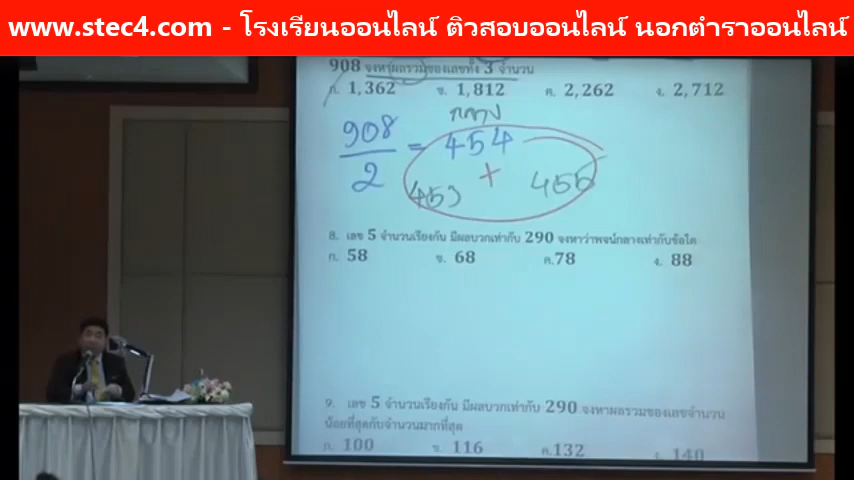 www.stec4.com - โรงเรียนออนไลน์ ติวสอบออนไลน์ นอกตำราออนไลน์
908 จงหาผลรวมของเลขทั้ง 3 จำนวน
ก. 1,362 ข. 1,812 ค. 2,262 ง. 2,712
กลาง
908/2 = 454
453 + 455
8. เลข 5 จำนวนเรียงกัน มีผลบวกเท่ากับ 290 จงหาว่าพจน์กลางเท่ากับข้อใด
ก. 58 ข. 68 ค.78 ง. 88
9. เลข 5 จำนวนเรียงกัน มีผลบวกเท่ากับ 290 จงหาผลรวมของเลขจำนวน
น้อยที่สุดกับจำนวนมากที่สุด
ก. 100 ข. 116 ค.132 ง. 140